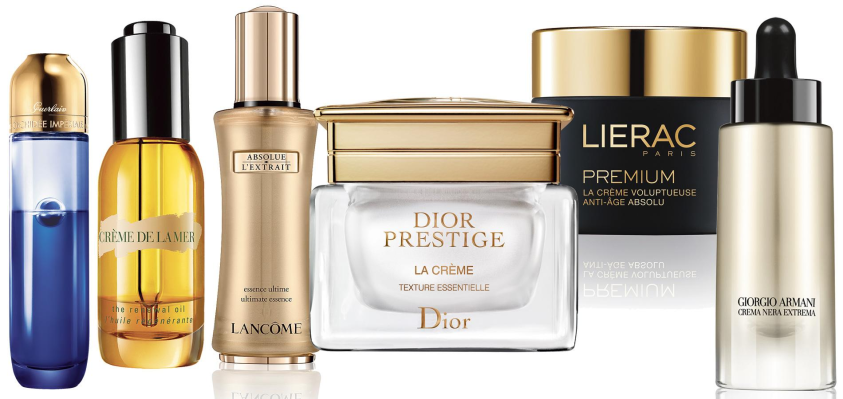 Guerlain
ORCHIDÉE IMPÉRIALE
CRÈME DE LA MER
the renewal oil
l'huile régénérante
ABSOLUE
L'EXTRAIT
essence ultime
ultimate essence
LANCÔME
DIOR
PRESTIGE
LA CRÈME
TEXTURE ESSENTIELLE
Dior
LIERAC
PARIS
PREMIUM
LA CRÈME VOLUPTUEUSE
ANTI-ÂGE ABSOLU
GIORGIO ARMANI
CREMA NERA EXTREMA